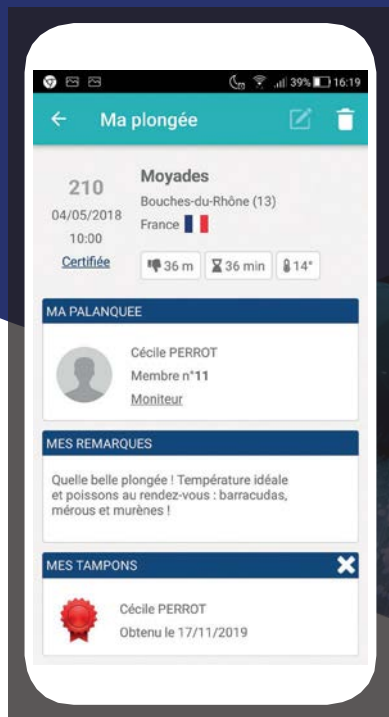 39% 16:19
Ma plongée
210
04/05/2018
10:00
Certifiée
Moyades
Bouches-du-Rhône (13)
France
36 m
36 min
14°
MA PALANQUEE
Cécile PERROT
Membre n°11
Moniteur
MES REMARQUES
Quelle belle plongée ! Température idéale
et poissons au rendez-vous : barracudas,
mérous et murènes !
MES TAMPONS
Cécile PERROT
Obtenu le 17/11/2019